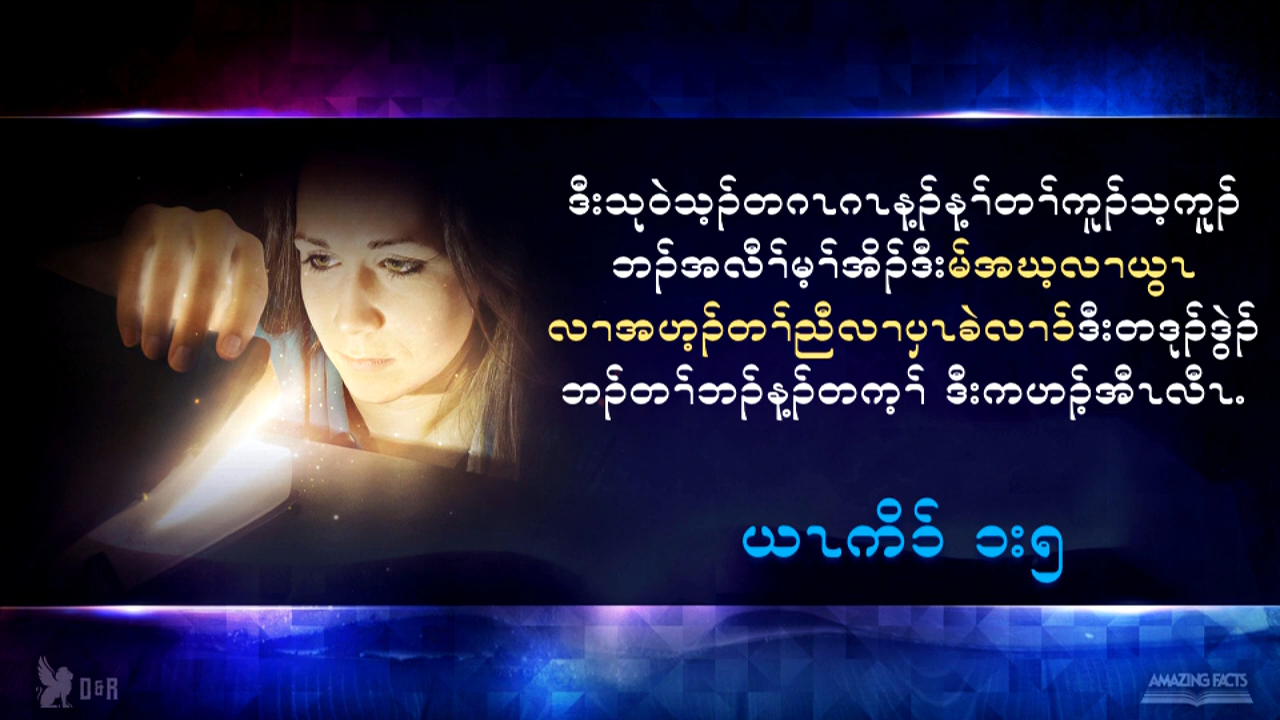 ဒီးသုဝဲသ့ၣ်တဂၤဂၤန့ၣ်န့ၢ်တၢ်ကူၣ်သ့ကူၣ်
ဘၣ်အလီၢ်မ့ၢ်အိၣ်ဒီးမ်အဃ့လၢယွၤ
လၢအဟ့ၣ်တၢ်ညီလၢပှၤခဲလၢာ်ဒီးတဒုၣ်ဒွဲၣ်
ဘၣ်တၢ်ဘၣ်န့ၣ်တက့ၢ် ဒီးကဟၣ့်အီၤလီၤ.
ယၤကိာ် ၁း၅
D&R
AMAZING FACTS